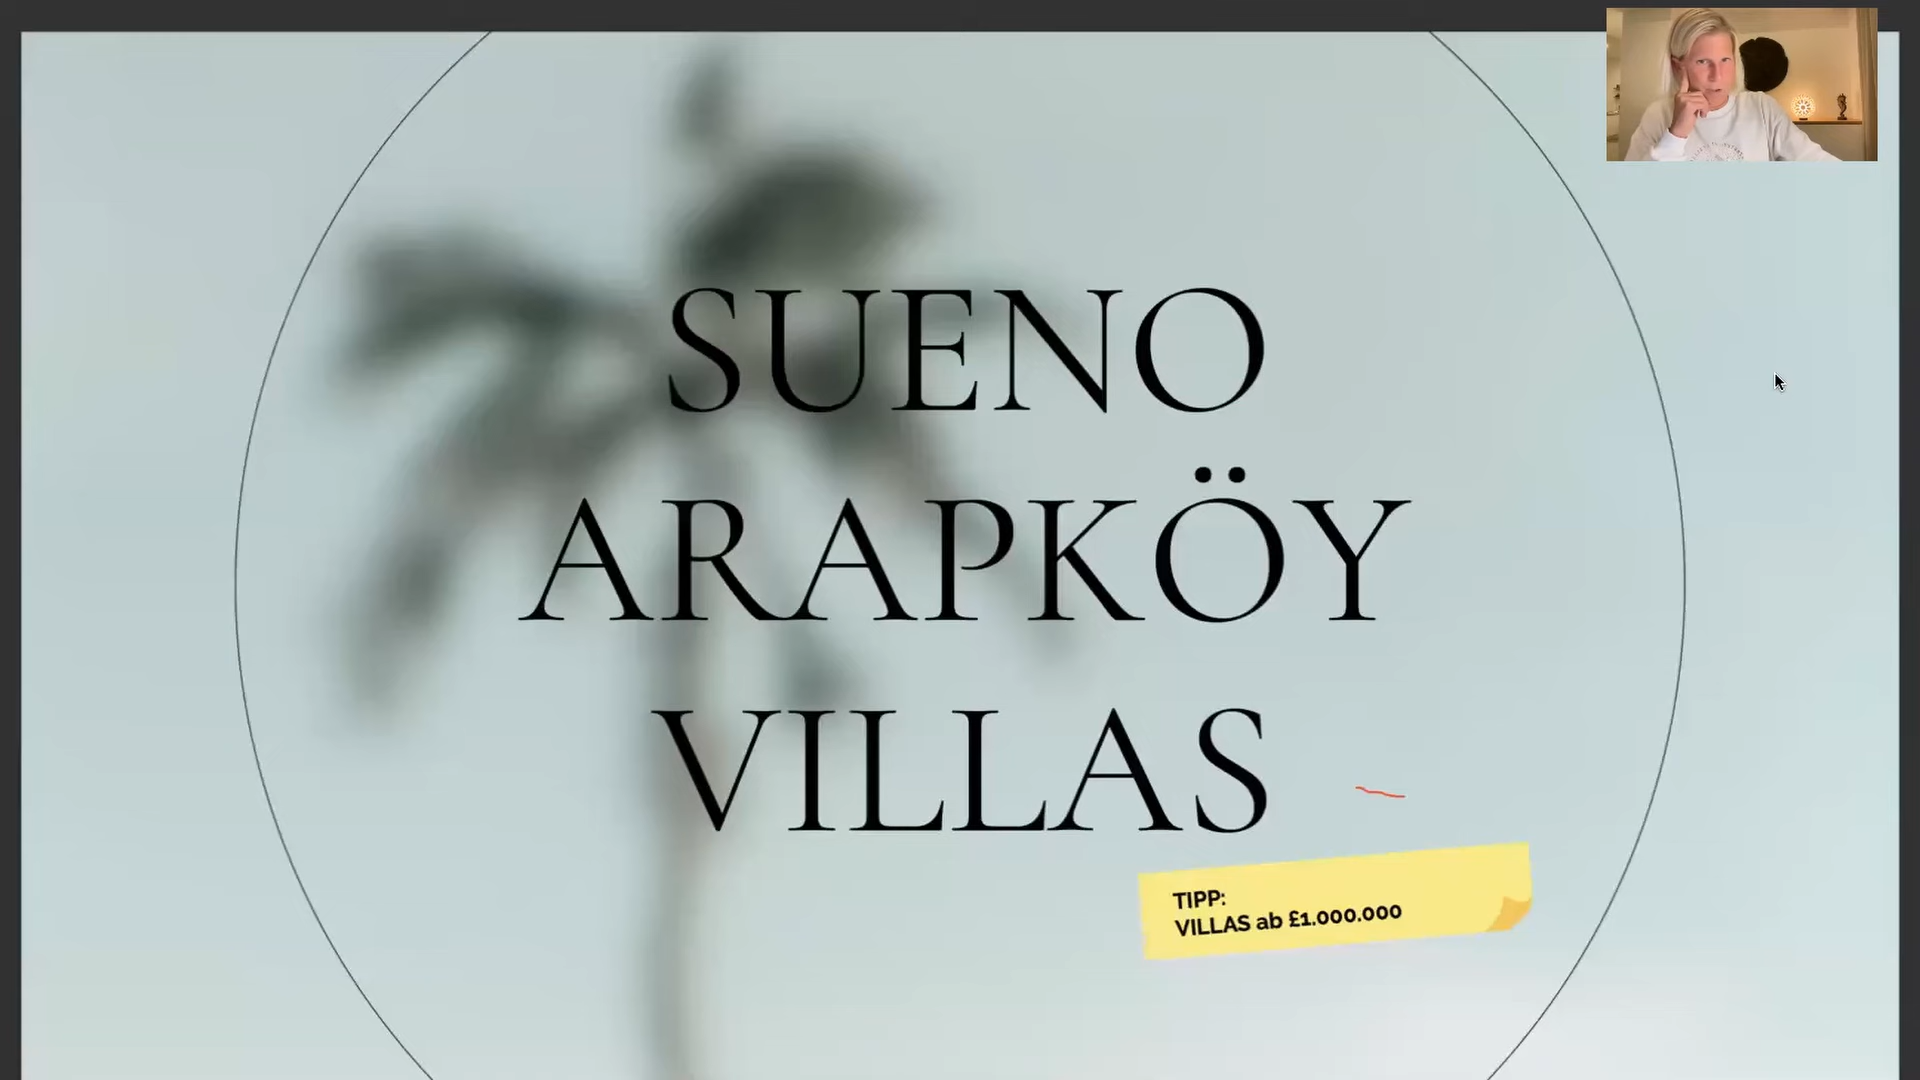 SUENO
ARAPKÖY
VILLAS
TIPP:
VILLAS ab £1.000.000